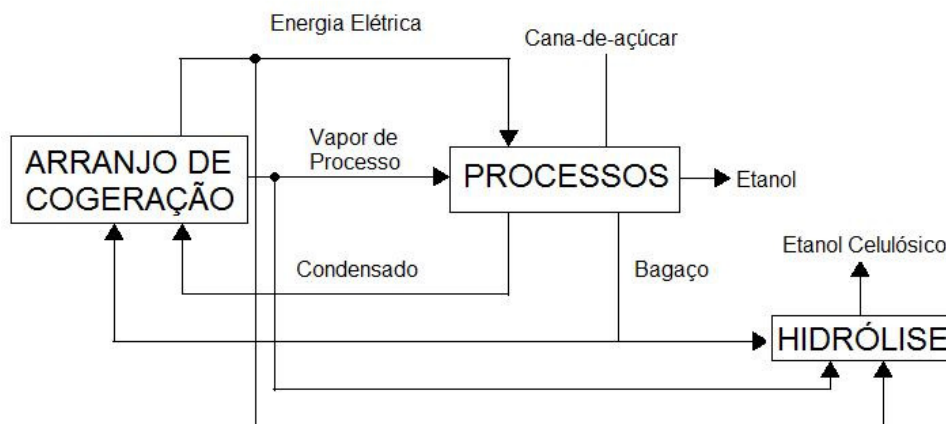 Energia Elétrica
Cana-de-açúcar
Vapor de
Processo
ARRANJO DE
COGERAÇÃO
PROCESSOS
Etanol
Condensado
Bagaço
Etanol Celulósico
HIDRÓLISE